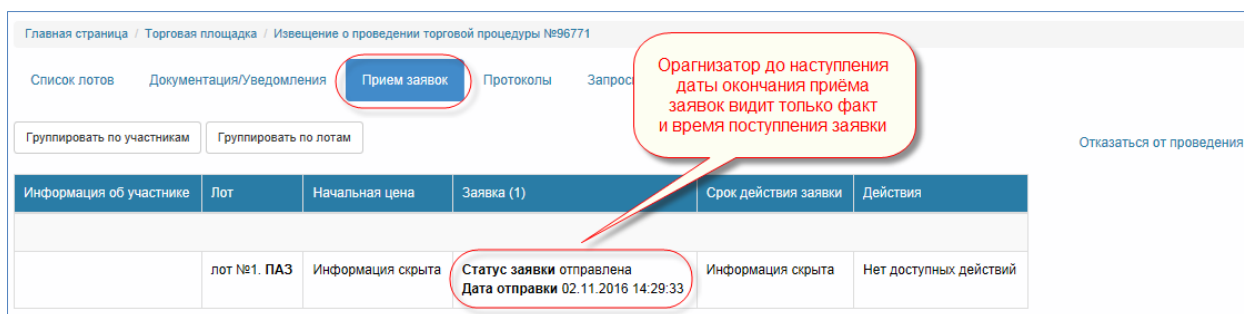 Главная страница / Торговая площадка / Извещение о проведении торговой процедуры №96771
Список лотов Документация/Уведомления Прием заявок Протоколы
Орагнизатор до наступления
даты окончания приёма
заявок видит только факт
и время поступления заявки
Группировать по участникам Группировать по лотам
Отказаться от проведения
Информация об участнике Лот Начальная цена Заявка (1) Срок действия заявки Действия
лот №1. ПАЗ Информация скрыта Статус заявки отправлена Информация скрыта Нет доступных действий
Дата отправки 02.11.2016 14:29:33